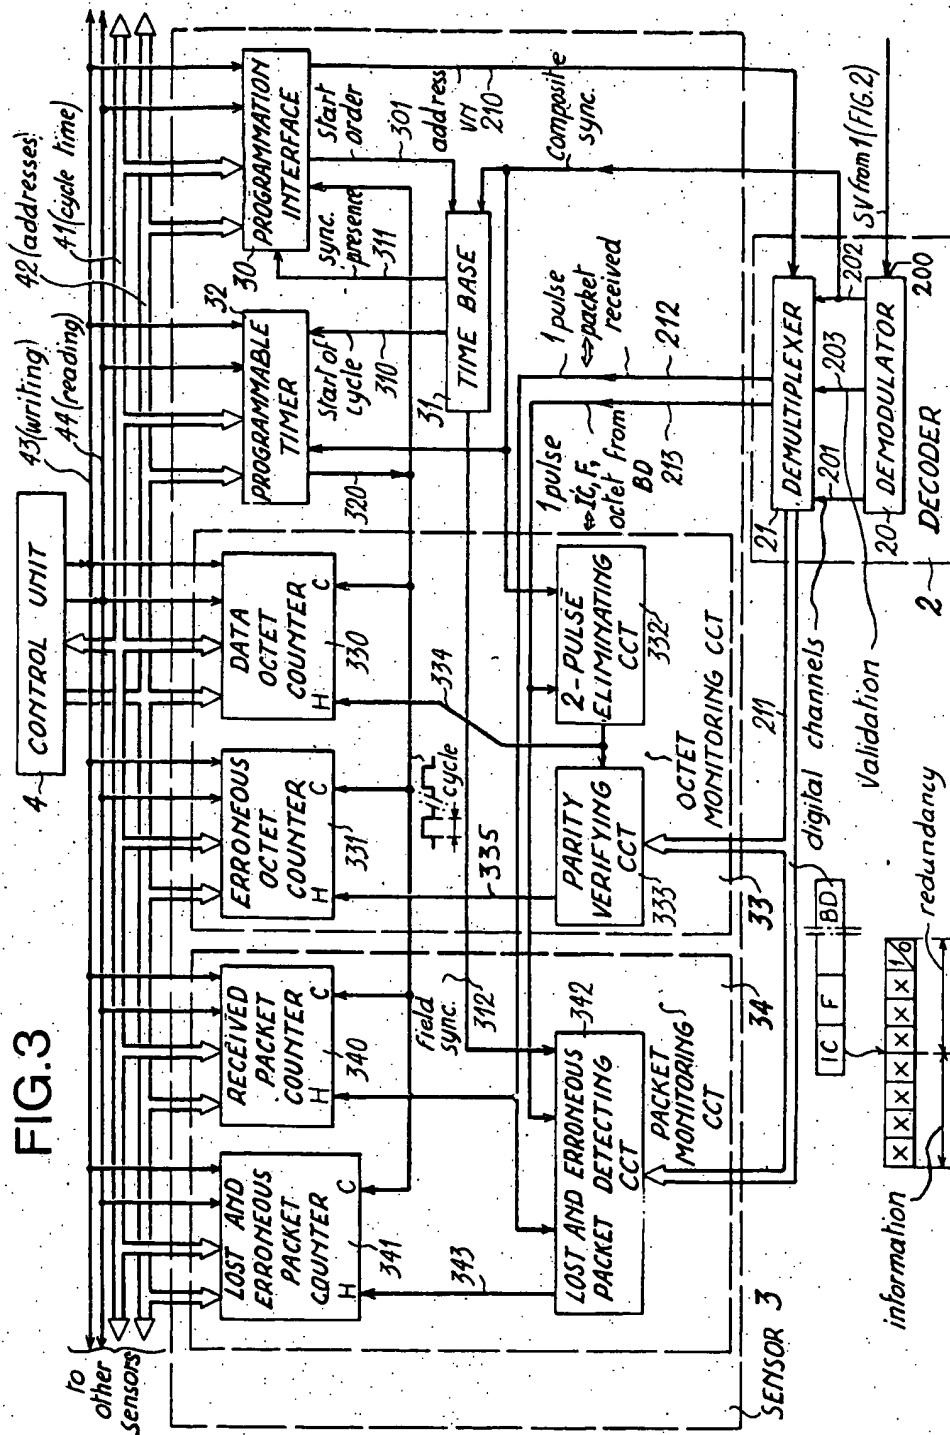 FIG.3
to
other
sensors
4
CONTROL UNIT
43 (writing)
44 (reading)
42 (addresses)
41 (cycle time)
LOST AND
ERRONEOUS
PACKET
COUNTER
H
C
341
RECEIVED
PACKET
COUNTER
H
C
340
ERRONEOUS
OCTET
COUNTER
H
C
331
DATA
OCTET
COUNTER
H
C
330
32
PROGRAMMABLE
TIMER
30
PROGRAMMATION
INTERFACE
343
Field
sync.
312
335
cycle
334
320
Start of
cycle
310
sync.
presence
311
Start
order
301
address
VN
210
31
TIME BASE
composite
sync.
LOST AND ERRONEOUS
PACKET DETECTING
CCT
342
PACKET
MONITORING
CCT
34
PARITY
VERIFYING
CCT
333
2-PULSE
ELIMINATING
CCT
332
OCTET
MONITORING CCT
33
1 pulse
⇔ IC, F,
octet from
BD
213
1 pulse
⇔ packet
received
212
SENSOR 3
211
digital channels
Validation
21
DEMULTIPLEXER
201
203
202
20
DEMODULATOR
200
SV from 1 (FIG.2)
2
DECODER
IC
F
BD
X X X X X X X 1/0
information
redundancy